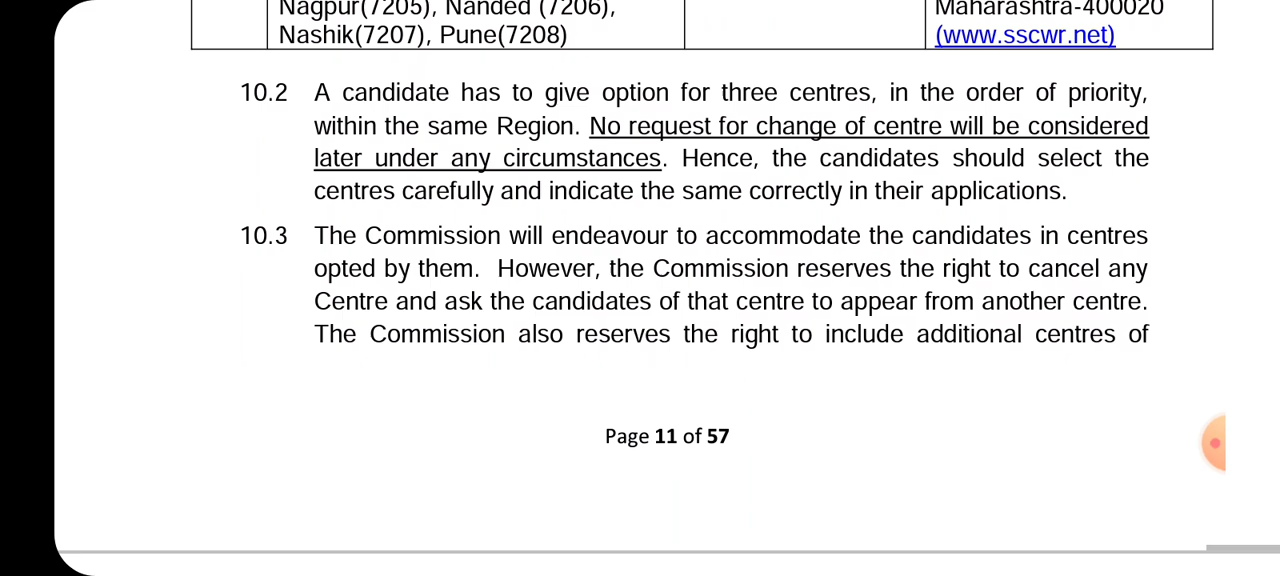 Nagpur(7205), Nanded (7206),
Maharashtra-400020
Nashik(7207), Pune(7208)
(www.sscwr.net)
10.2 A candidate has to give option for three centres, in the order of priority,
within the same Region. No request for change of centre will be considered
later under any circumstances. Hence, the candidates should select the
centres carefully and indicate the same correctly in their applications.
10.3 The Commission will endeavour to accommodate the candidates in centres
opted by them. However, the Commission reserves the right to cancel any
Centre and ask the candidates of that centre to appear from another centre.
The Commission also reserves the right to include additional centres of
Page 11 of 57